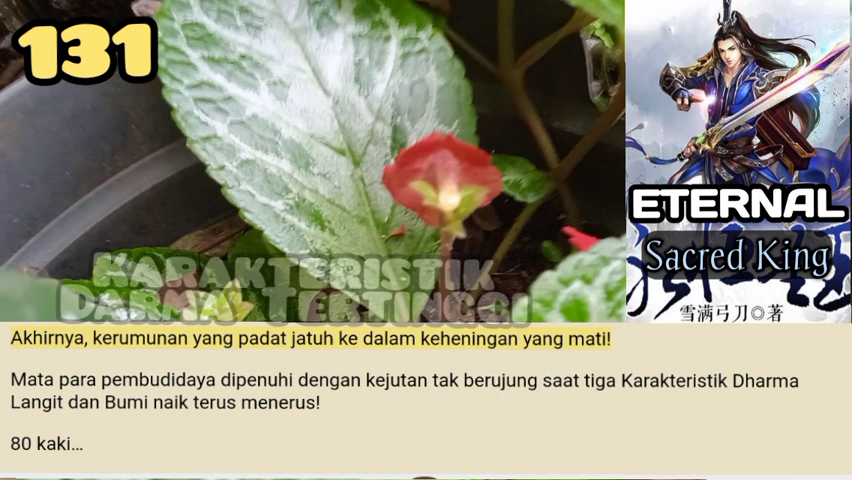 131
KARAKTERISTIK
DARMA TERTINGGI
ETERNAL
Sacred King
雪满弓刀◎著
Akhirnya, kerumunan yang padat jatuh ke dalam keheningan yang mati!
Mata para pembudidaya dipenuhi dengan kejutan tak berujung saat tiga Karakteristik Dharma
Langit dan Bumi naik terus menerus!
80 kaki...